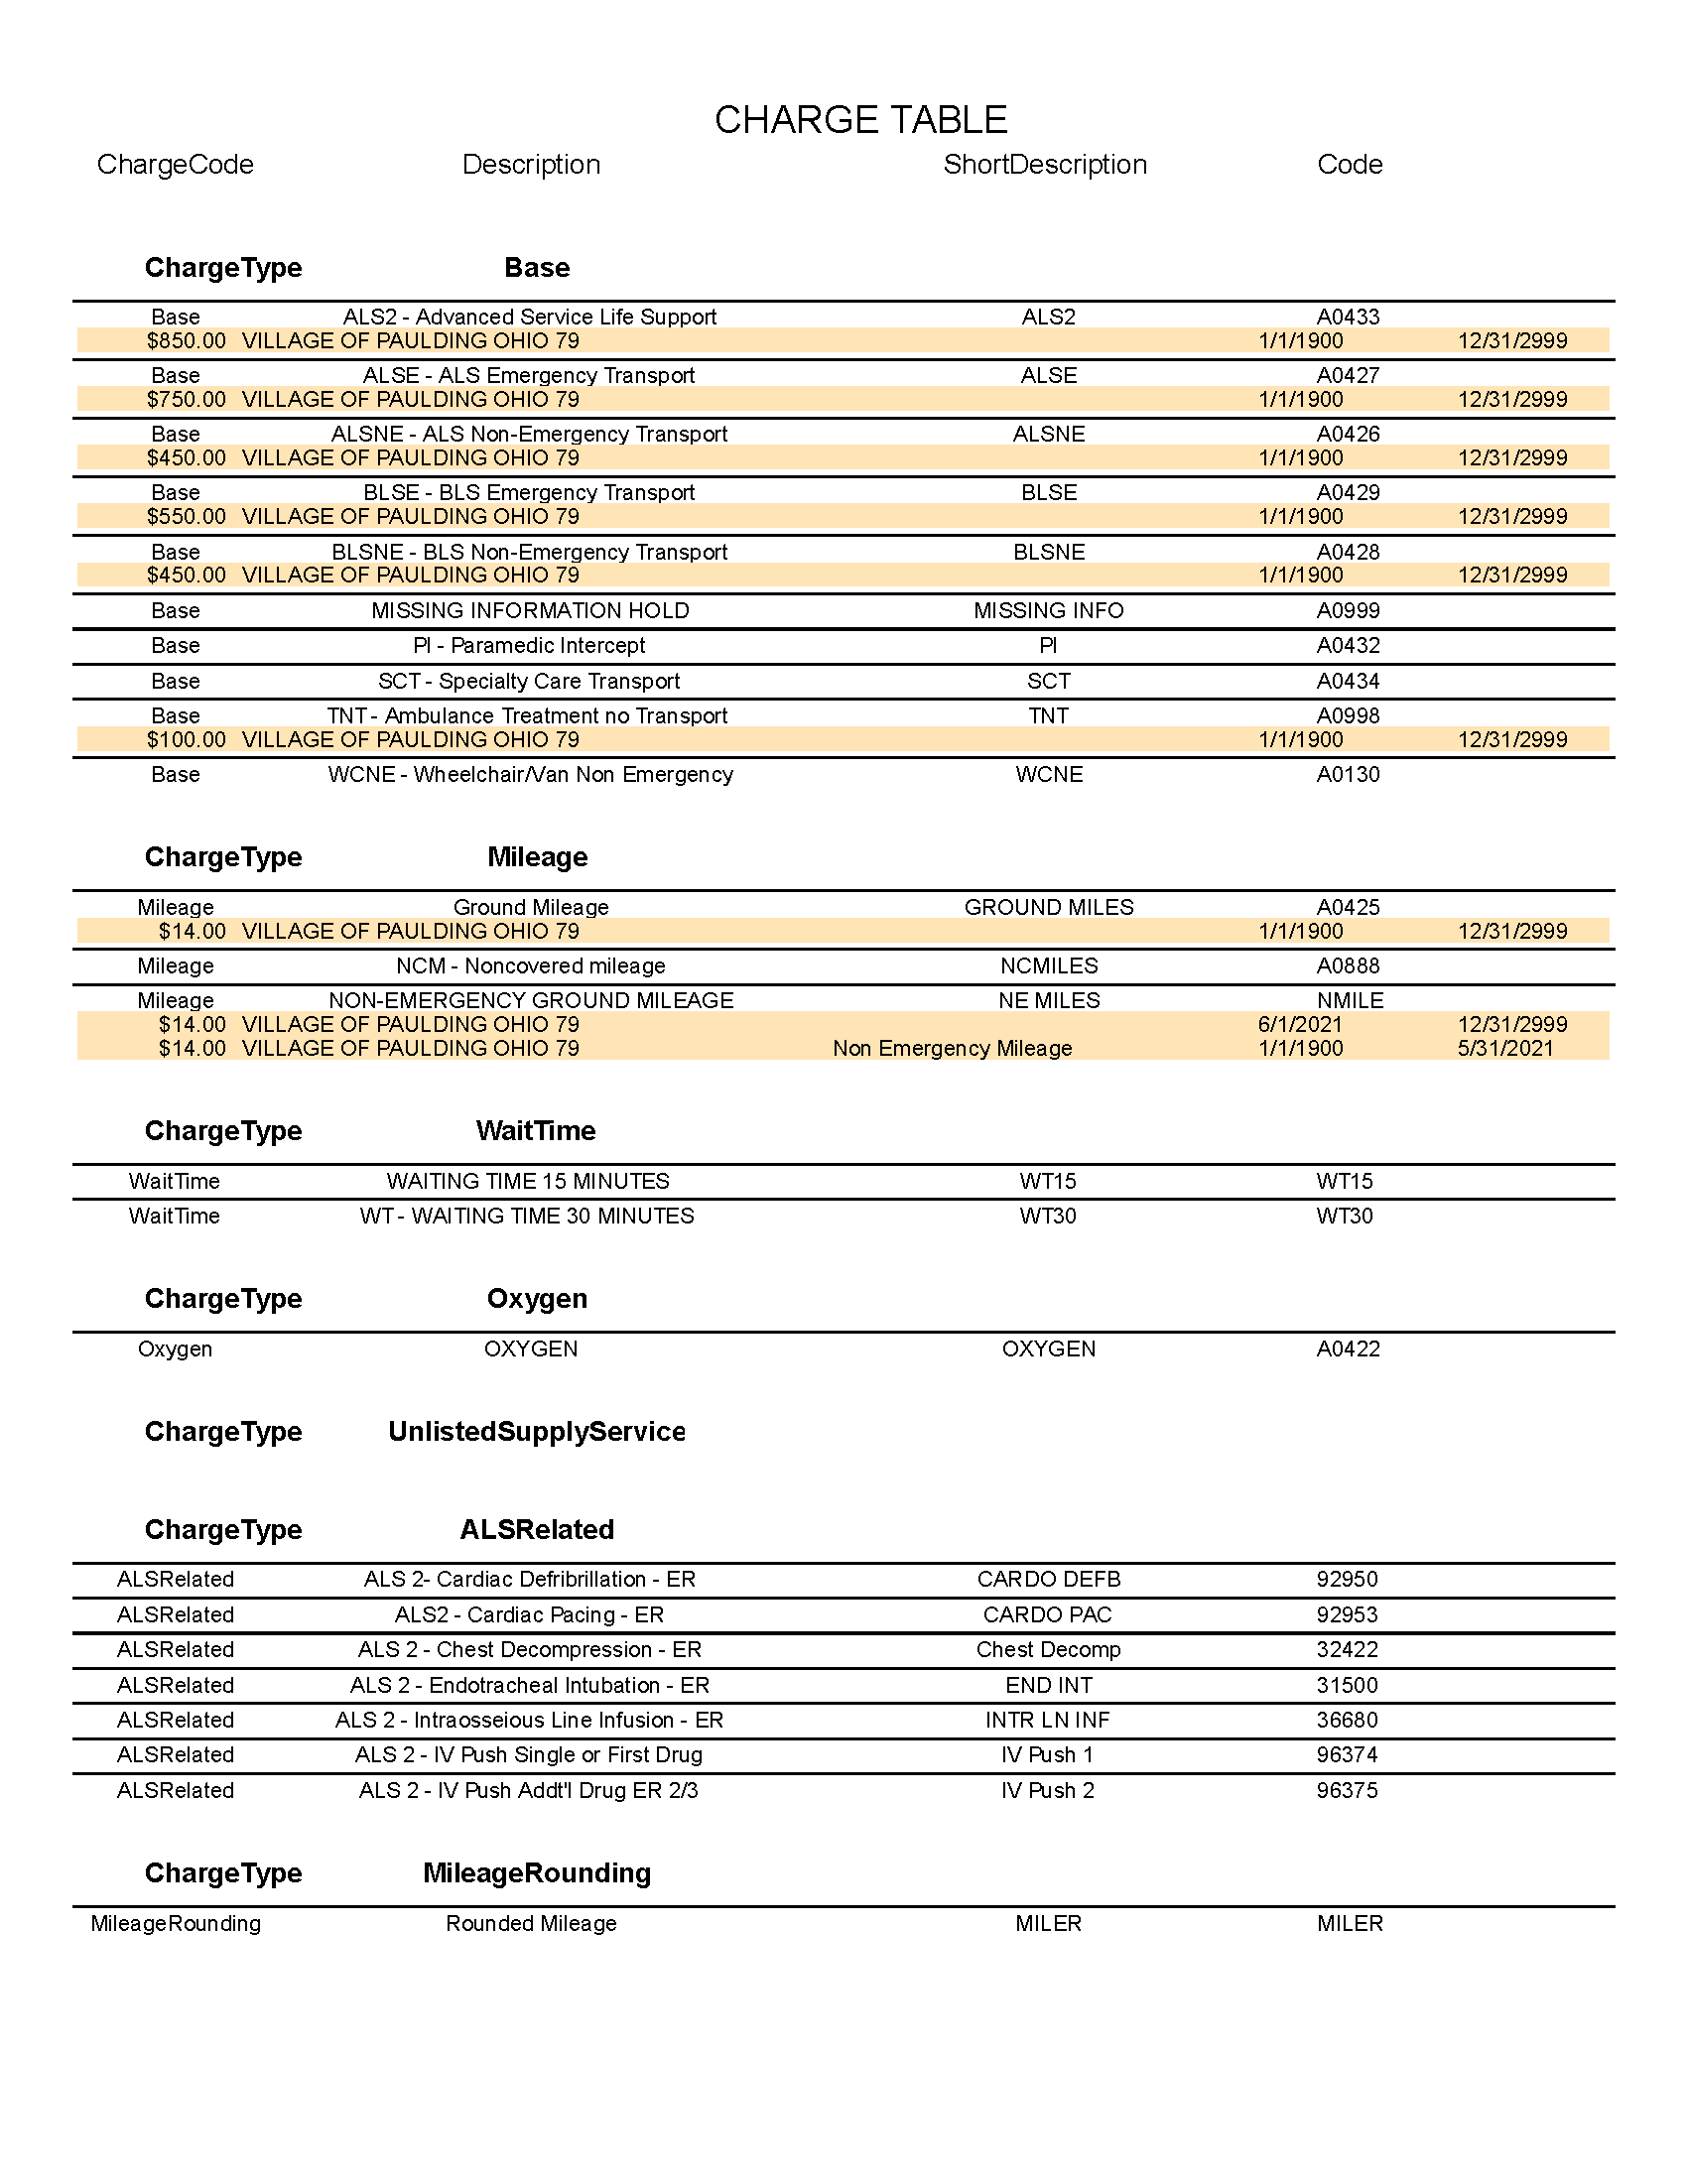 CHARGE TABLE
ChargeCode Description ShortDescription Code
ChargeType Base
Base ALS2 - Advanced Service Life Support ALS2 A0433
$850.00 VILLAGE OF PAULDING OHIO 79 1/1/1900 12/31/2999
Base ALSE - ALS Emergency Transport ALSE A0427
$750.00 VILLAGE OF PAULDING OHIO 79 1/1/1900 12/31/2999
Base ALSNE - ALS Non-Emergency Transport ALSNE A0426
$450.00 VILLAGE OF PAULDING OHIO 79 1/1/1900 12/31/2999
Base BLSE - BLS Emergency Transport BLSE A0429
$550.00 VILLAGE OF PAULDING OHIO 79 1/1/1900 12/31/2999
Base BLSNE - BLS Non-Emergency Transport BLSNE A0428
$450.00 VILLAGE OF PAULDING OHIO 79 1/1/1900 12/31/2999
Base MISSING INFORMATION HOLD MISSING INFO A0999
Base PI - Paramedic Intercept PI A0432
Base SCT - Specialty Care Transport SCT A0434
Base TNT - Ambulance Treatment no Transport TNT A0998
$100.00 VILLAGE OF PAULDING OHIO 79 1/1/1900 12/31/2999
Base WCNE - Wheelchair/Van Non Emergency WCNE A0130
ChargeType Mileage
Mileage Ground Mileage GROUND MILES A0425
$14.00 VILLAGE OF PAULDING OHIO 79 1/1/1900 12/31/2999
Mileage NCM - Noncovered mileage NCMILES A0888
Mileage NON-EMERGENCY GROUND MILEAGE NE MILES NMILE
$14.00 VILLAGE OF PAULDING OHIO 79 6/1/2021 12/31/2999
$14.00 VILLAGE OF PAULDING OHIO 79 Non Emergency Mileage 1/1/1900 5/31/2021
ChargeType WaitTime
WaitTime WAITING TIME 15 MINUTES WT15 WT15
WaitTime WT - WAITING TIME 30 MINUTES WT30 WT30
ChargeType Oxygen
Oxygen OXYGEN OXYGEN A0422
ChargeType UnlistedSupplyService
ChargeType ALSRelated
ALSRelated ALS 2- Cardiac Defribrillation - ER CARDO DEFB 92950
ALSRelated ALS2 - Cardiac Pacing - ER CARDO PAC 92953
ALSRelated ALS 2 - Chest Decompression - ER Chest Decomp 32422
ALSRelated ALS 2 - Endotracheal Intubation - ER END INT 31500
ALSRelated ALS 2 - Intraosseious Line Infusion - ER INTR LN INF 36680
ALSRelated ALS 2 - IV Push Single or First Drug IV Push 1 96374
ALSRelated ALS 2 - IV Push Addt'l Drug ER 2/3 IV Push 2 96375
ChargeType MileageRounding
MileageRounding Rounded Mileage MILER MILER